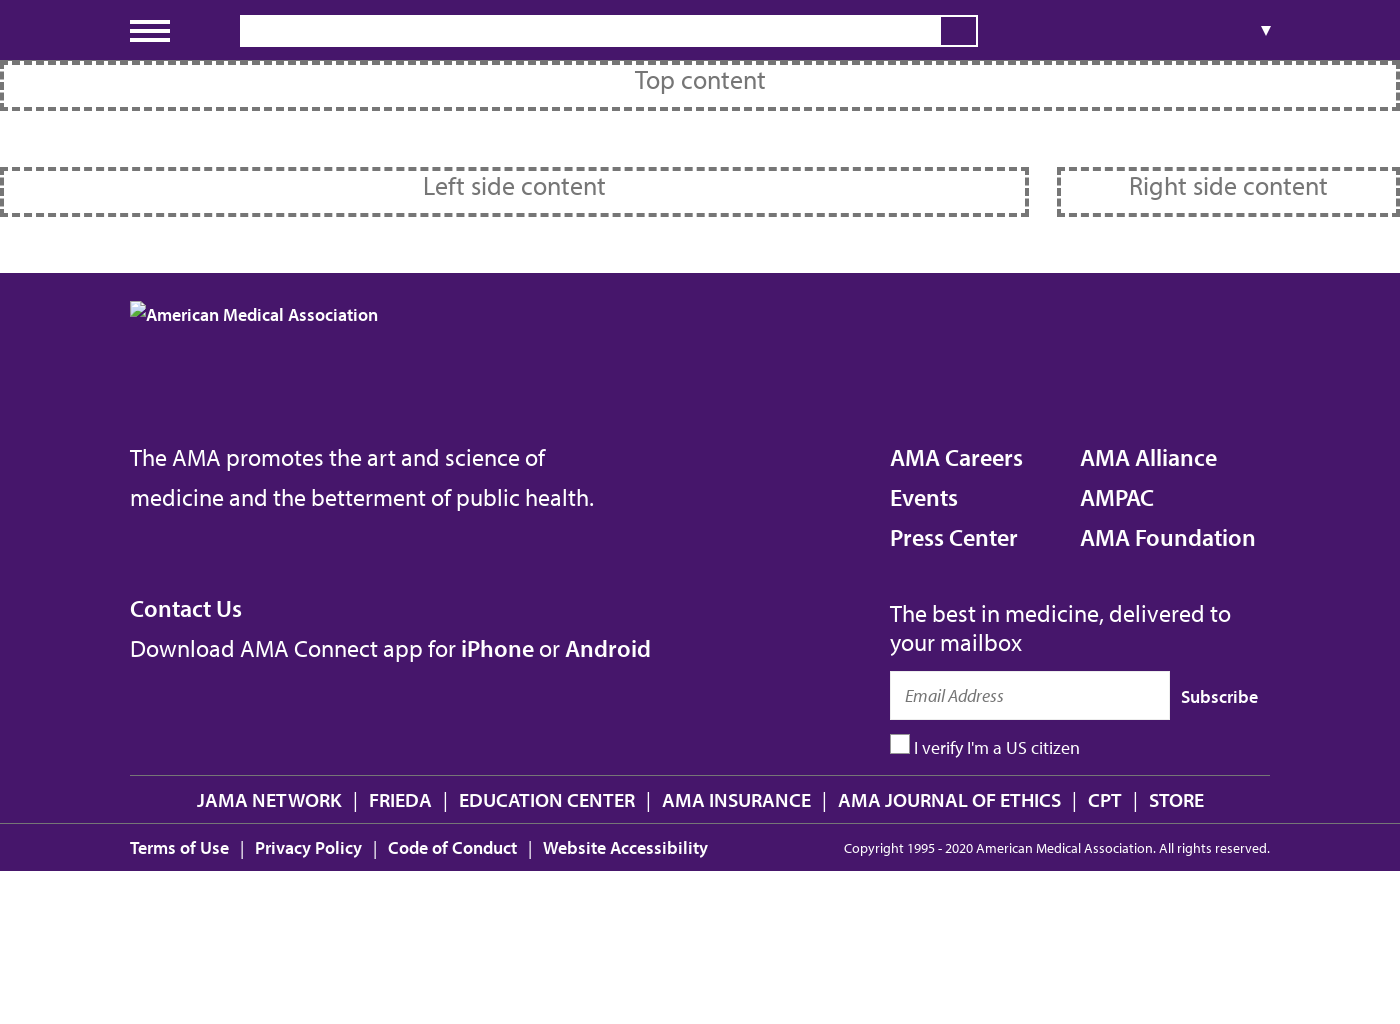 ▼
Top content
Left side content
Right side content
American Medical Association
The AMA promotes the art and science of
medicine and the betterment of public health.
AMA Careers
Events
Press Center
AMA Alliance
AMPAC
AMA Foundation
Contact Us
Download AMA Connect app for iPhone or Android
The best in medicine, delivered to
your mailbox
Email Address
Subscribe
I verify I'm a US citizen
JAMA NETWORK | FRIEDA | EDUCATION CENTER | AMA INSURANCE | AMA JOURNAL OF ETHICS | CPT | STORE
Terms of Use | Privacy Policy | Code of Conduct | Website Accessibility
Copyright 1995 - 2020 American Medical Association. All rights reserved.